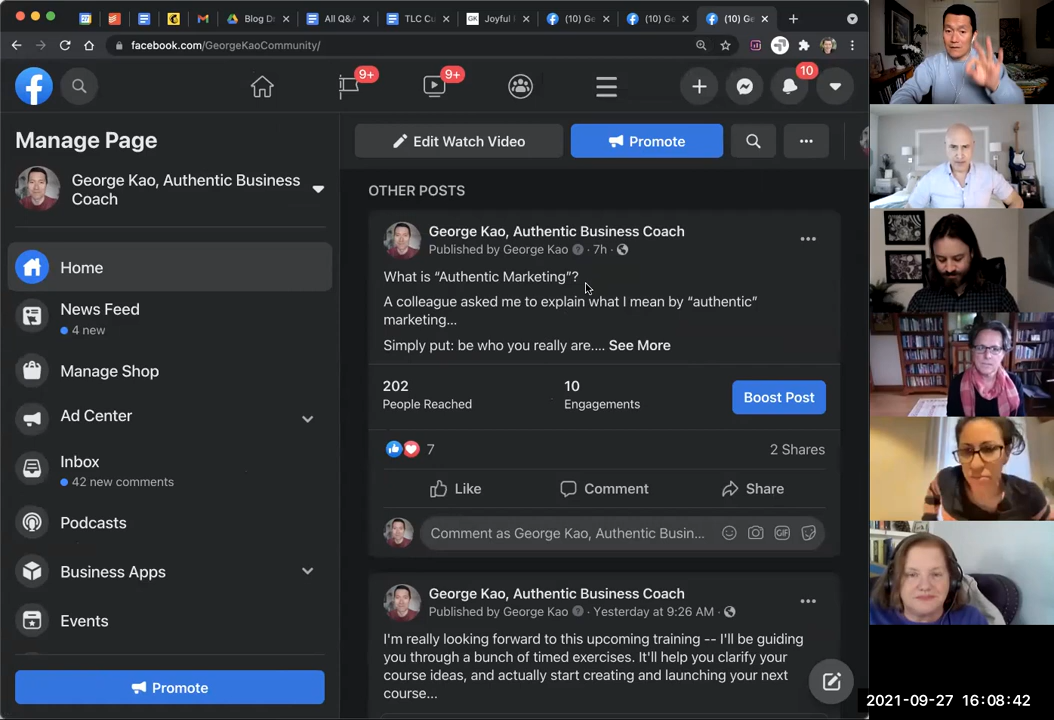 Blog Dr
All Q&A
TLC Cu
GK
Joyful
(10) Ge
(10) Ge
(10) Ge
facebook.com/GeorgeKaoCommunity/
9+
9+
10
Manage Page
George Kao, Authentic Business
Coach
Home
News Feed
4 new
Manage Shop
Ad Center
Inbox
42 new comments
Podcasts
Business Apps
Events
Promote
Edit Watch Video
Promote
OTHER POSTS
George Kao, Authentic Business Coach
Published by George Kao · 7h ·
What is “Authentic Marketing”?
A colleague asked me to explain what I mean by “authentic”
marketing...
Simply put: be who you really are.... See More
202
People Reached
10
Engagements
Boost Post
7
2 Shares
Like
Comment
Share
Comment as George Kao, Authentic Busin...
GIF
George Kao, Authentic Business Coach
Published by George Kao · Yesterday at 9:26 AM ·
I'm really looking forward to this upcoming training -- I'll be guiding
you through a bunch of timed exercises. It'll help you clarify your
course ideas, and actually start creating and launching your next
course...
2021-09-27 16:08:42